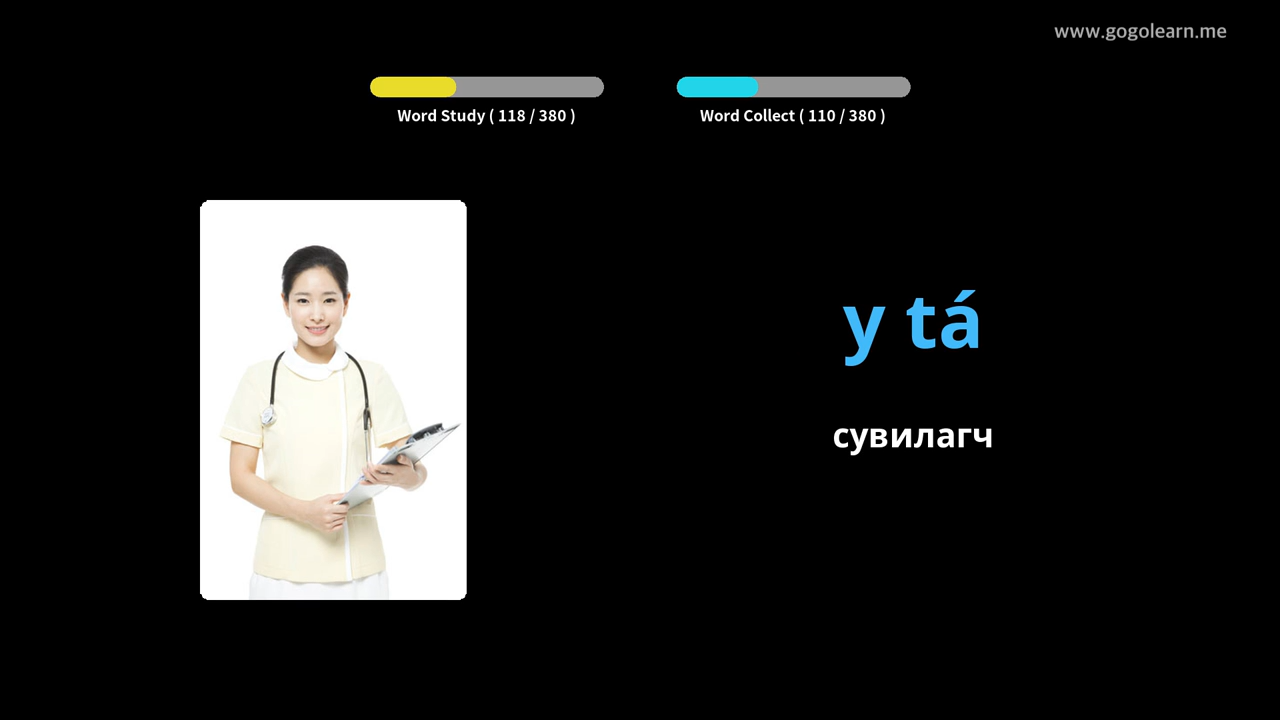 www.gogolearn.me
Word Study ( 118 / 380 )
Word Collect ( 110 / 380 )
y tá
сувилагч